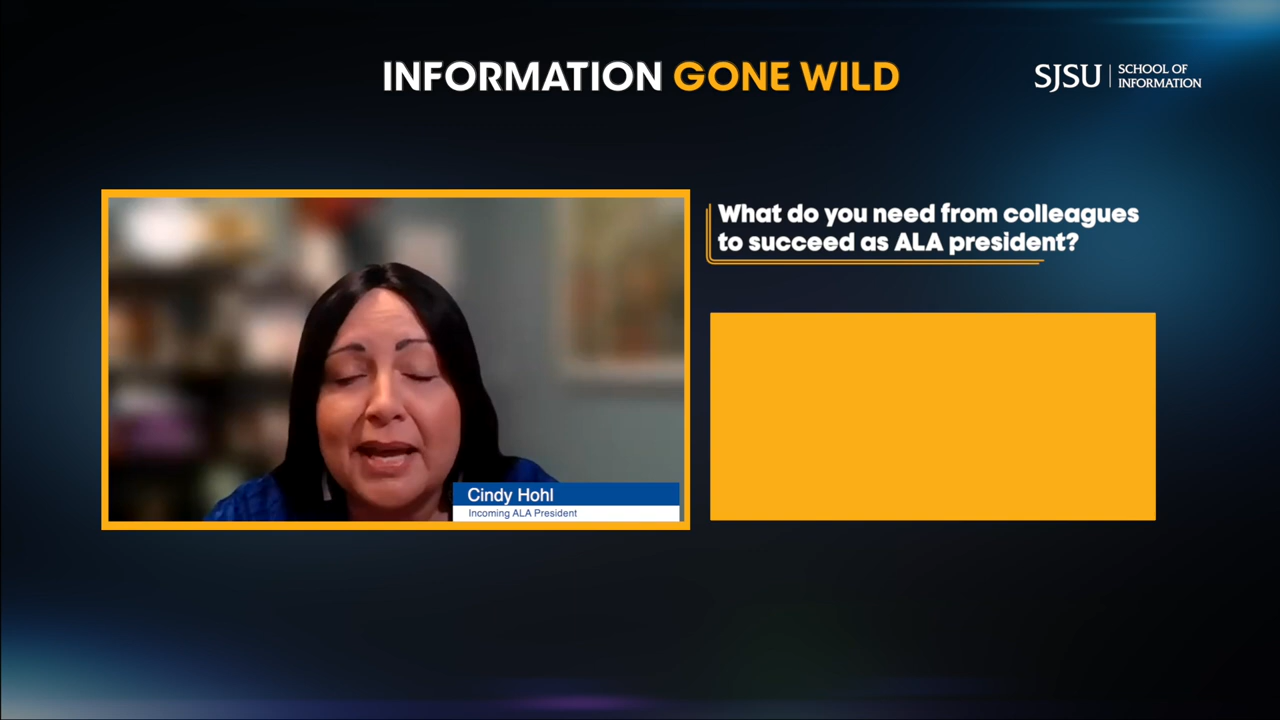 INFORMATION GONE WILD
SJSU
SCHOOL OF
INFORMATION
What do you need from colleagues
to succeed as ALA president?
Cindy Hohl
Incoming ALA President